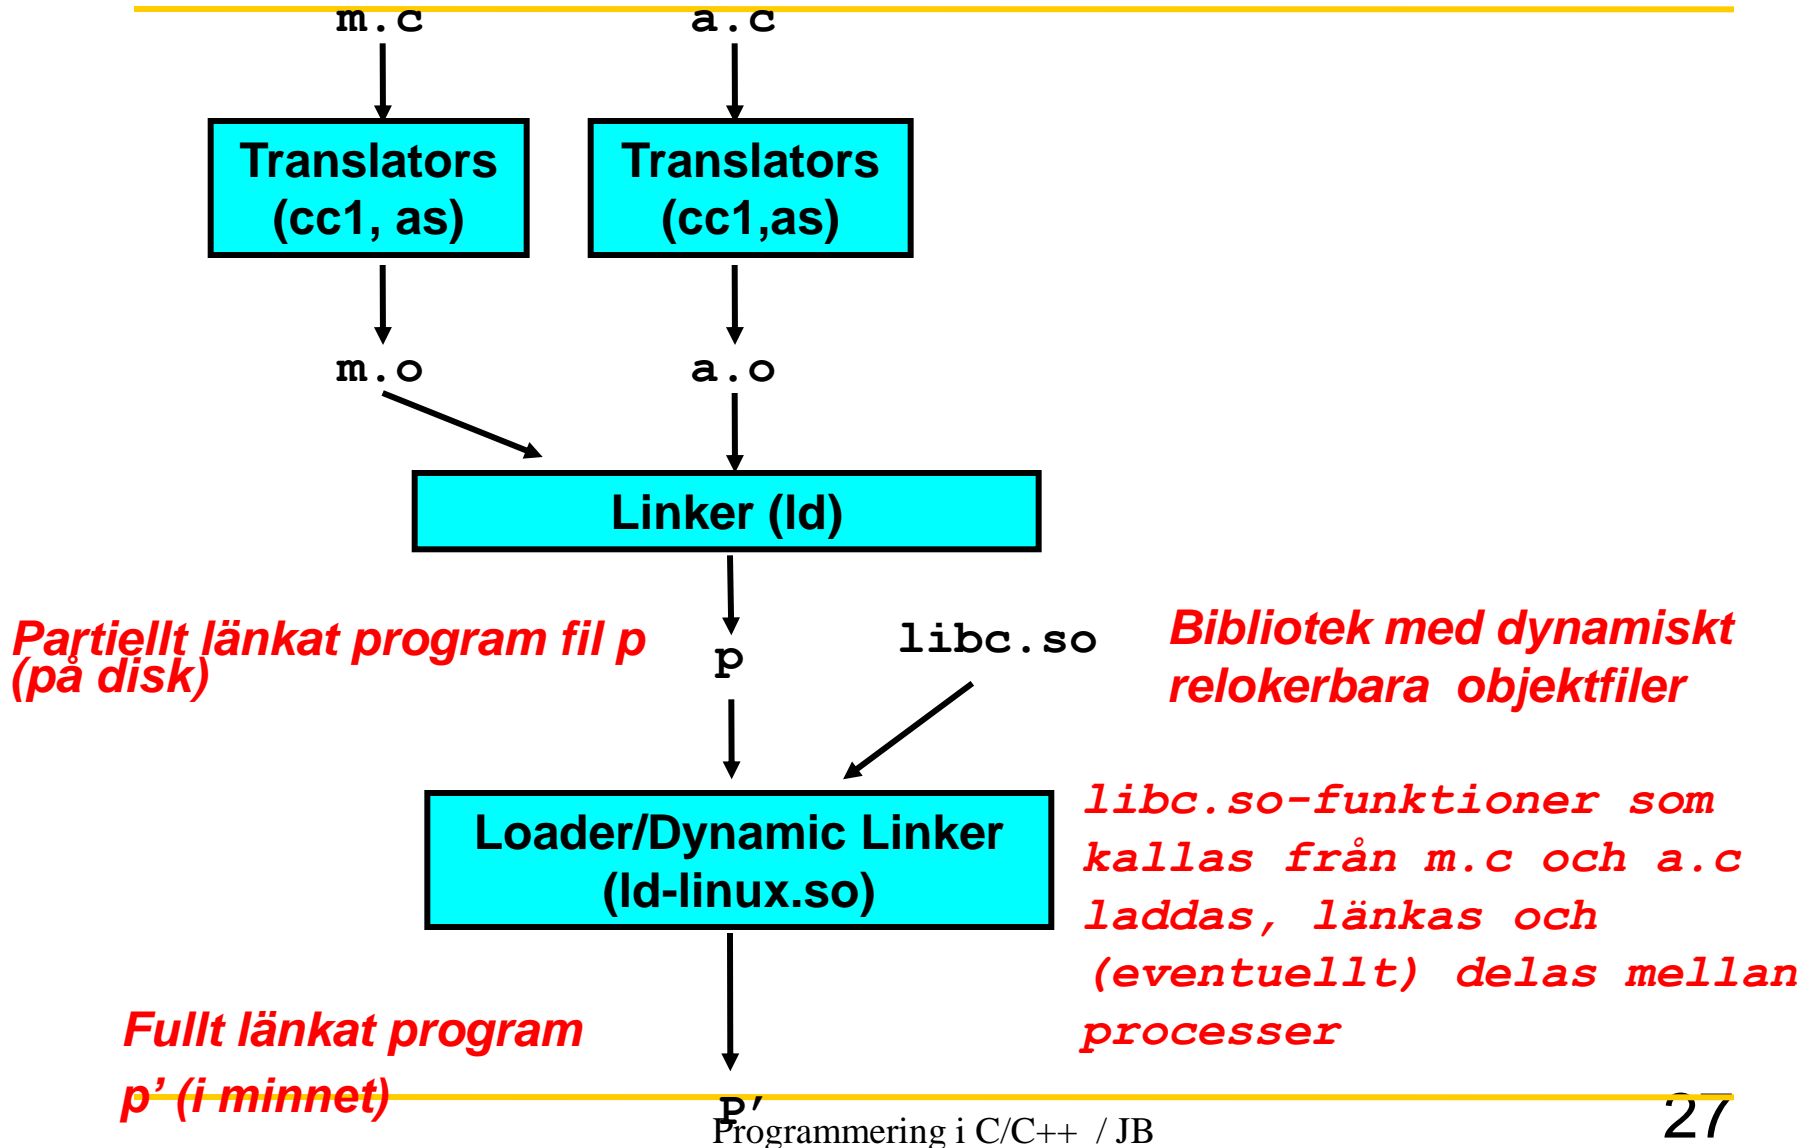 m.c
a.c
Translators
(cc1, as)
Translators
(cc1,as)
m.o
a.o
Linker (ld)
Partiellt länkat program fil p
(på disk)
p
libc.so
Bibliotek med dynamiskt
relokerbara objektfiler
Loader/Dynamic Linker
(ld-linux.so)
libc.so-funktioner som
kallas från m.c och a.c
laddas, länkas och
(eventuellt) delas mellan
processer
Fullt länkat program
p’ (i minnet)
P’
Programmering i C/C++ / JB
27